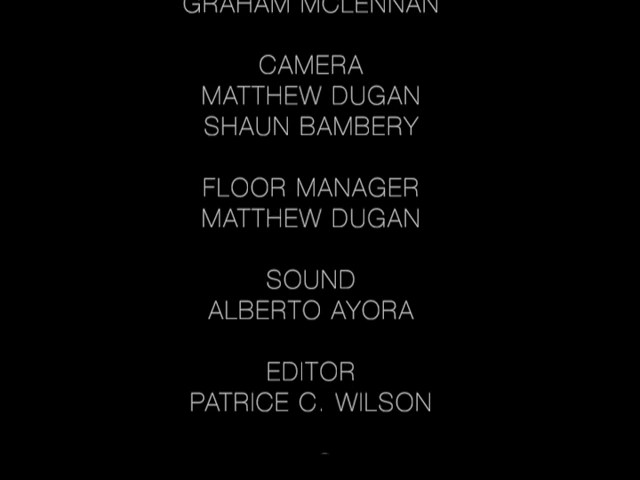 GRAHAM MCLENNAN
CAMERA
MATTHEW DUGAN
SHAUN BAMBERY
FLOOR MANAGER
MATTHEW DUGAN
SOUND
ALBERTO AYORA
EDITOR
PATRICE C. WILSON